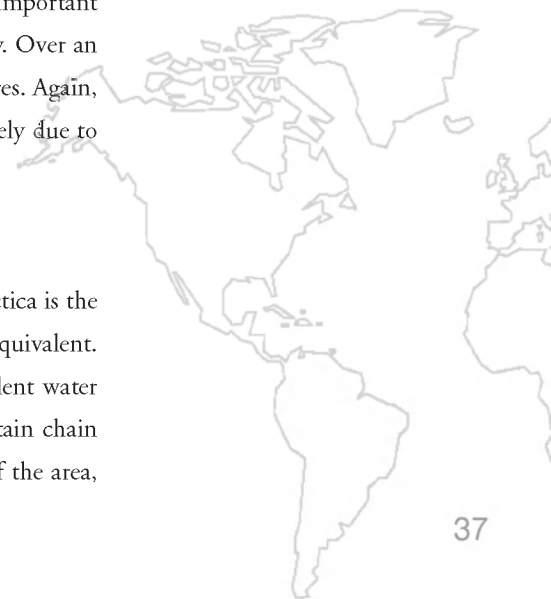 important
y. Over an
res. Again,
ely due to
tica is the
quivalent.
lent water
tain chain
f the area,
37